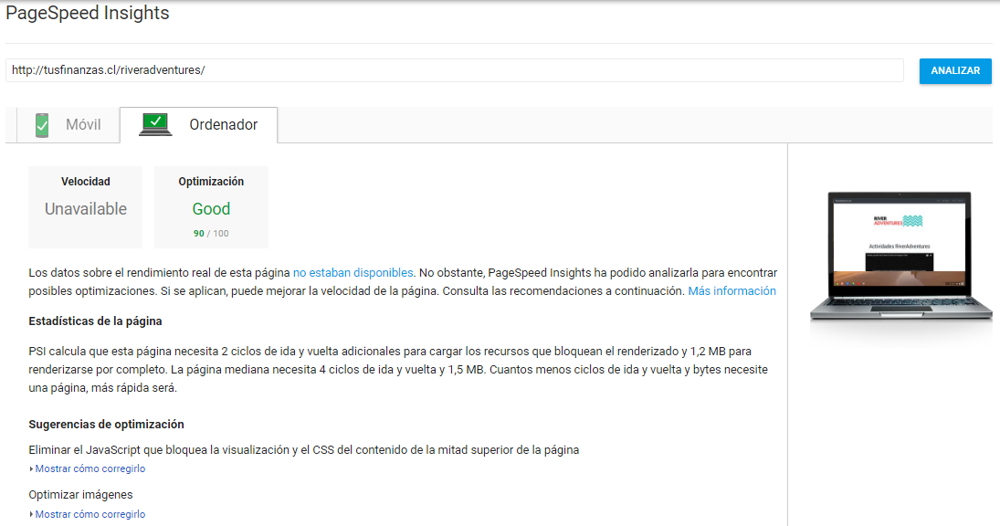 PageSpeed Insights
http://tusfinanzas.cl/riveradventures/
ANALIZAR
Móvil
Ordenador
Velocidad
Unavailable
Optimización
Good
90 / 100
Los datos sobre el rendimiento real de esta página no estaban disponibles. No obstante, PageSpeed Insights ha podido analizarla para encontrar
posibles optimizaciones. Si se aplican, puede mejorar la velocidad de la página. Consulta las recomendaciones a continuación. Más información
Estadísticas de la página
PSI calcula que esta página necesita 2 ciclos de ida y vuelta adicionales para cargar los recursos que bloquean el renderizado y 1,2 MB para
renderizarse por completo. La página mediana necesita 4 ciclos de ida y vuelta y 1,5 MB. Cuantos menos ciclos de ida y vuelta y bytes necesite
una página, más rápida será.
Sugerencias de optimización
Eliminar el JavaScript que bloquea la visualización y el CSS del contenido de la mitad superior de la página
Mostrar cómo corregirlo
Optimizar imágenes
Mostrar cómo corregirlo
RIVER
ADVENTURES
Actividades RiverAdventures